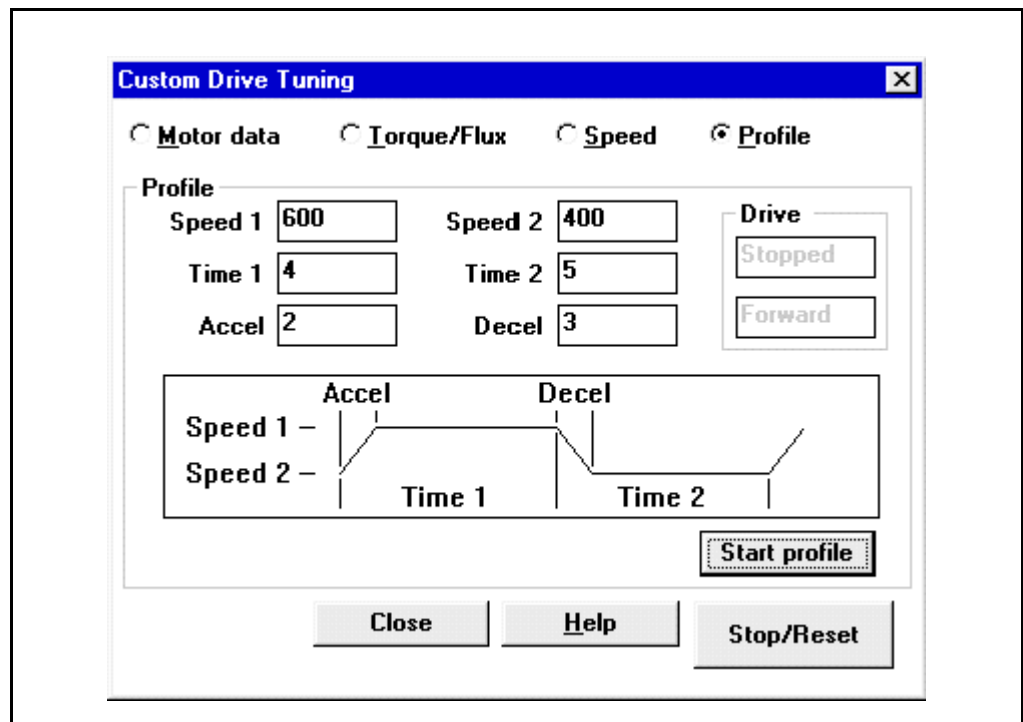 Custom Drive Tuning
Motor data Torque/Flux Speed Profile
Profile
Speed 1 600 Speed 2 400 Drive
Time 1 4 Time 2 5 Stopped
Accel 2 Decel 3 Forward
Accel Decel
Speed 1
Speed 2
Time 1 Time 2
Start profile
Close Help Stop/Reset